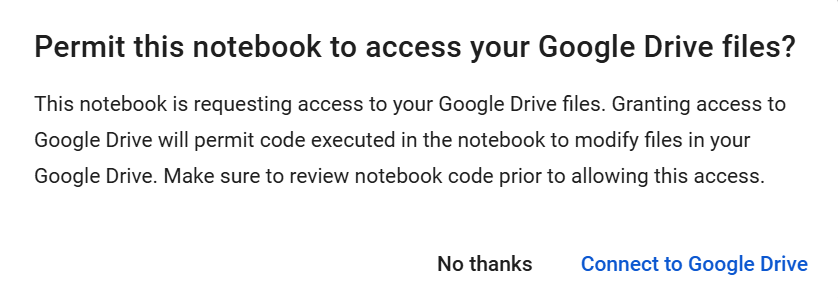 Permit this notebook to access your Google Drive files?
This notebook is requesting access to your Google Drive files. Granting access to
Google Drive will permit code executed in the notebook to modify files in your
Google Drive. Make sure to review notebook code prior to allowing this access.
No thanks Connect to Google Drive